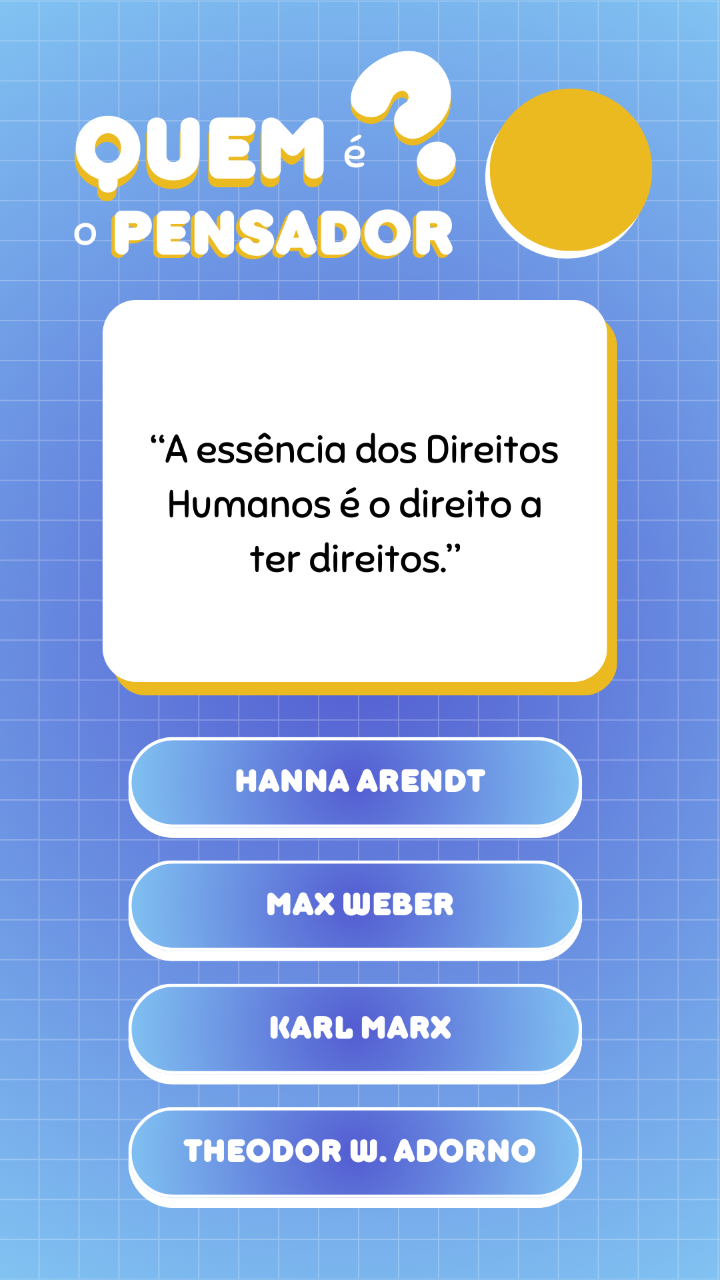 QUEM é ?
o PENSADOR
“A essência dos Direitos
Humanos é o direito a
ter direitos.”
HANNA ARENDT
MAX WEBER
KARL MARX
THEODOR W. ADORNO